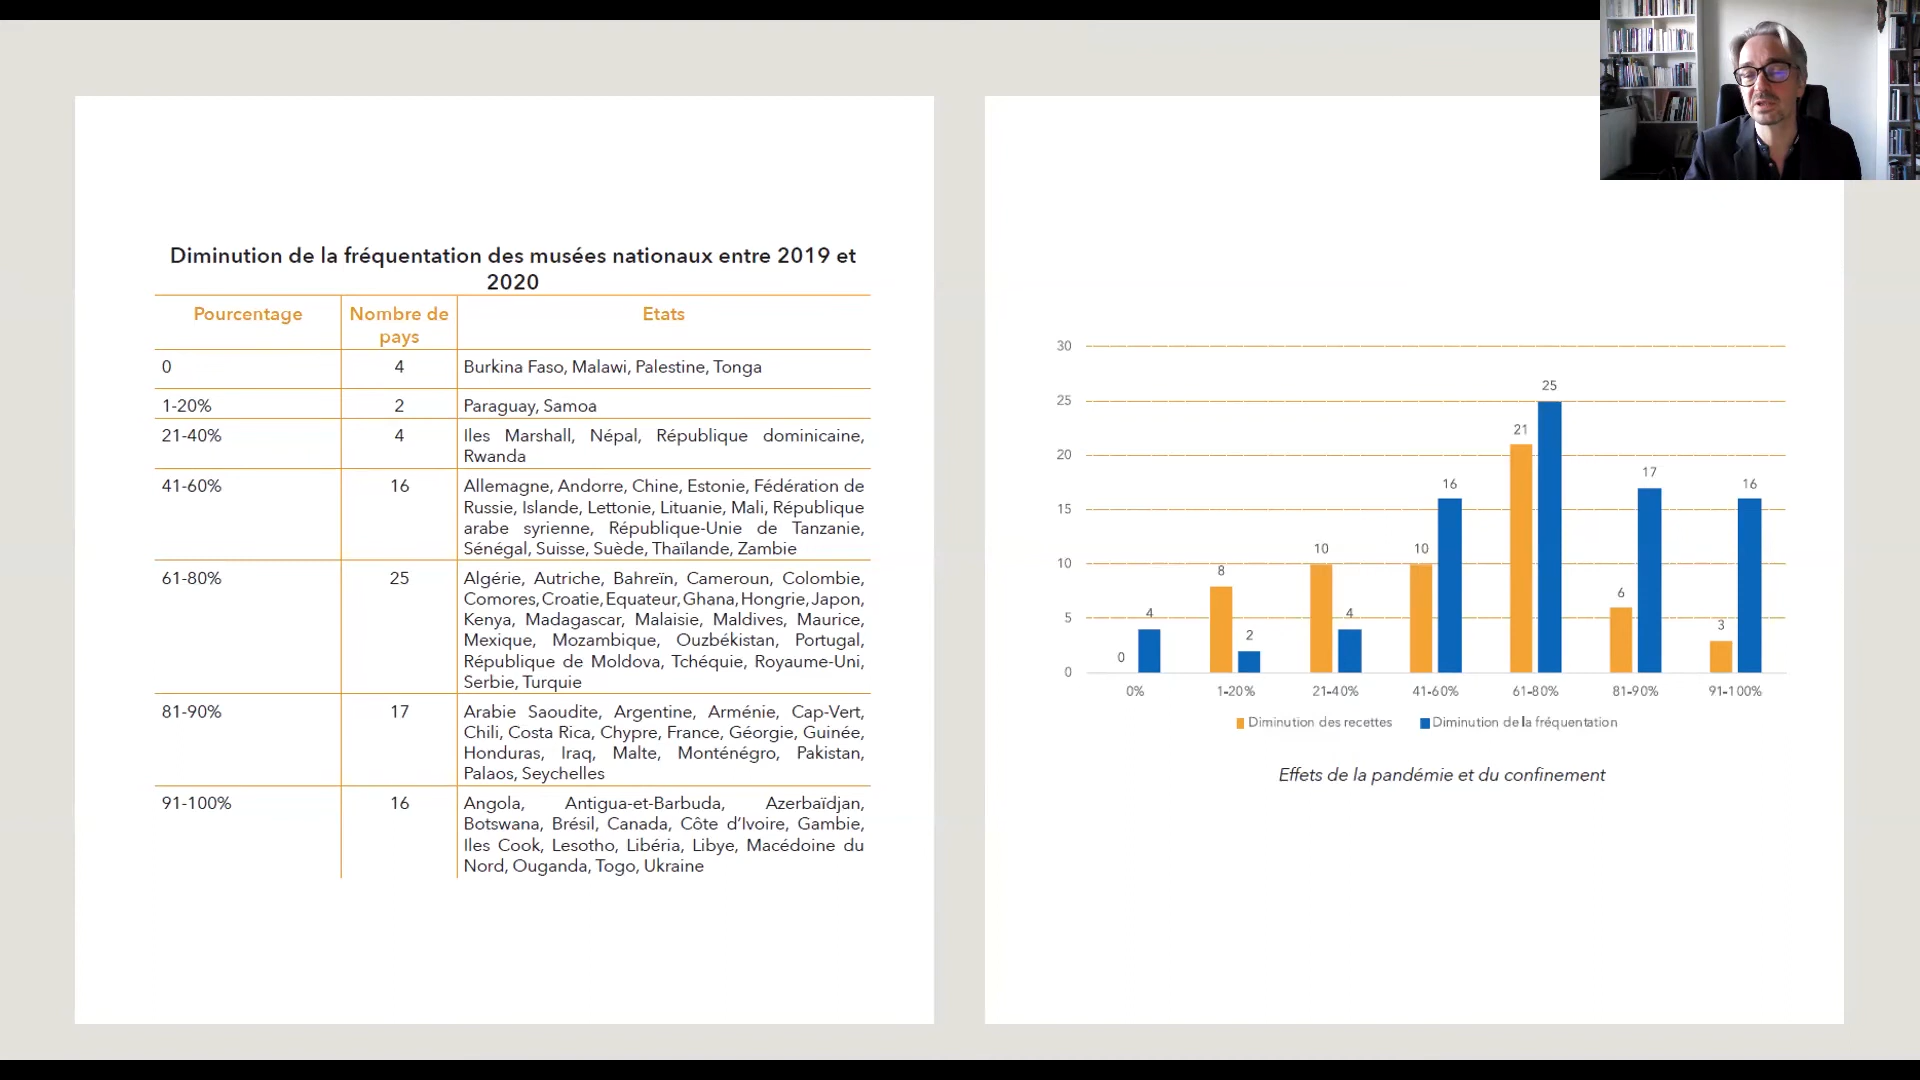 Diminution de la fréquentation des musées nationaux entre 2019 et
2020
Pourcentage
Nombre de
pays
Etats
0
4
Burkina Faso, Malawi, Palestine, Tonga
1-20%
2
Paraguay, Samoa
21-40%
4
Iles Marshall, Népal, République dominicaine,
Rwanda
41-60%
16
Allemagne, Andorre, Chine, Estonie, Fédération de
Russie, Islande, Lettonie, Lituanie, Mali, République
arabe syrienne, République-Unie de Tanzanie,
Sénégal, Suisse, Suède, Thaïlande, Zambie
61-80%
25
Algérie, Autriche, Bahreïn, Cameroun, Colombie,
Comores, Croatie, Equateur, Ghana, Hongrie, Japon,
Kenya, Madagascar, Malaisie, Maldives, Maurice,
Mexique, Mozambique, Ouzbékistan, Portugal,
République de Moldova, Tchéquie, Royaume-Uni,
Serbie, Turquie
81-90%
17
Arabie Saoudite, Argentine, Arménie, Cap-Vert,
Chili, Costa Rica, Chypre, France, Géorgie, Guinée,
Honduras, Iraq, Malte, Monténégro, Pakistan,
Palaos, Seychelles
91-100%
16
Angola, Antigua-et-Barbuda, Azerbaïdjan,
Botswana, Brésil, Canada, Côte d'Ivoire, Gambie,
Iles Cook, Lesotho, Libéria, Libye, Macédoine du
Nord, Ouganda, Togo, Ukraine
30
25
20
15
10
5
0
0 4
8 2
10 4
10 16
21 25
6 17
3 16
0% 1-20% 21-40% 41-60% 61-80% 81-90% 91-100%
Diminution des recettes Diminution de la fréquentation
Effets de la pandémie et du confinement